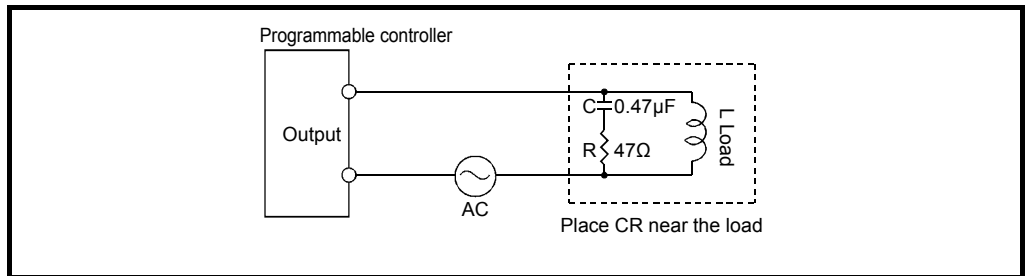 Programmable controller
Output
C 0.47μF
R 47Ω
L Load
AC
Place CR near the load